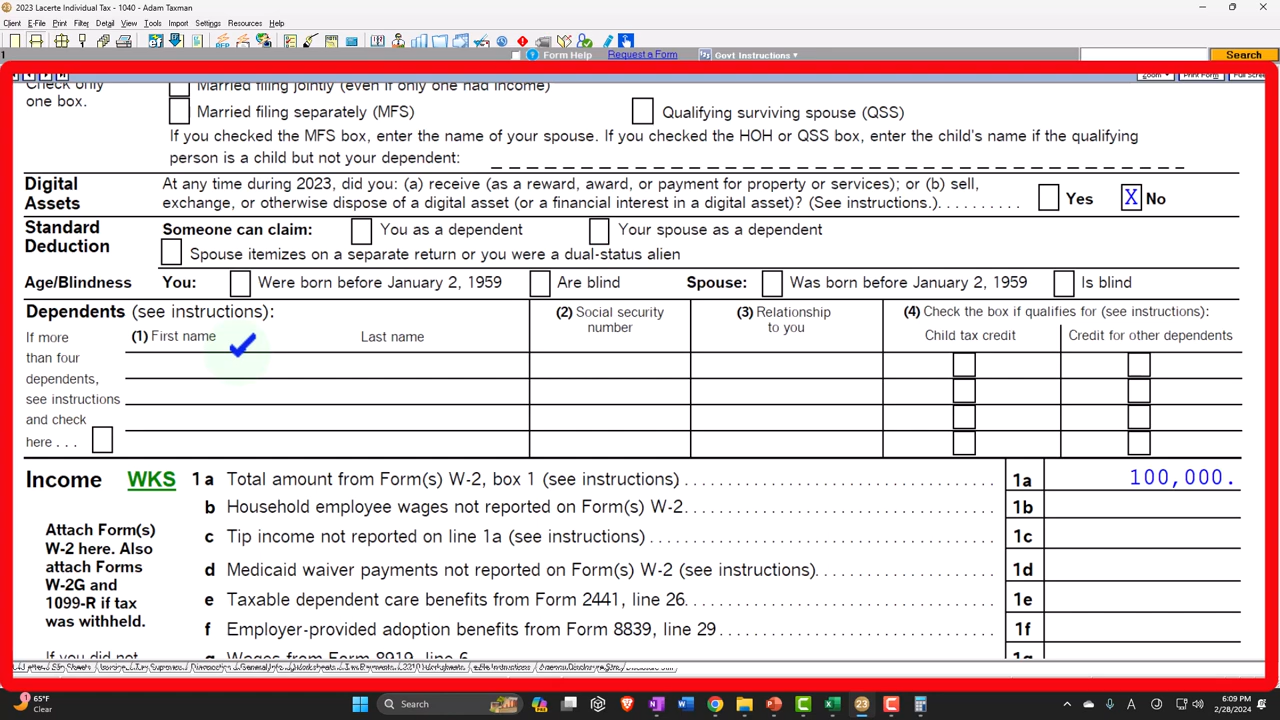 2023 Lacerte Individual Tax - 1040 - Adam Taxman
Client E-File Print Filter Detail View Tools Import Settings Resources Help
1 Form Help Request a Form Govt Instructions Search
Zoom Print Form Full Scre
Check only Married filing jointly (even if only one had income)
one box. Married filing separately (MFS) Qualifying surviving spouse (QSS)
If you checked the MFS box, enter the name of your spouse. If you checked the HOH or QSS box, enter the child's name if the qualifying
person is a child but not your dependent:
Digital At any time during 2023, did you: (a) receive (as a reward, award, or payment for property or services); or (b) sell,
Assets exchange, or otherwise dispose of a digital asset (or a financial interest in a digital asset)? (See instructions.) Yes X No
Standard Someone can claim: You as a dependent Your spouse as a dependent
Deduction Spouse itemizes on a separate return or you were a dual-status alien
Age/Blindness You: Were born before January 2, 1959 Are blind Spouse: Was born before January 2, 1959 Is blind
Dependents (see instructions): (2) Social security number (3) Relationship to you (4) Check the box if qualifies for (see instructions):
If more (1) First name Last name Child tax credit Credit for other dependents
than four
dependents,
see instructions
and check
here . . .
Income WKS 1a Total amount from Form(s) W-2, box 1 (see instructions) 1a 100,000.
b Household employee wages not reported on Form(s) W-2 1b
Attach Form(s) c Tip income not reported on line 1a (see instructions) 1c
W-2 here. Also
attach Forms d Medicaid waiver payments not reported on Form(s) W-2 (see instructions) 1d
W-2G and
1099-R if tax e Taxable dependent care benefits from Form 2441, line 26 1e
was withheld. f Employer-provided adoption benefits from Form 8839, line 29 1f
If you did not g Wages from Form 8919, line 6 1g
65°F
Clear
Search
6:09 PM
2/28/2024